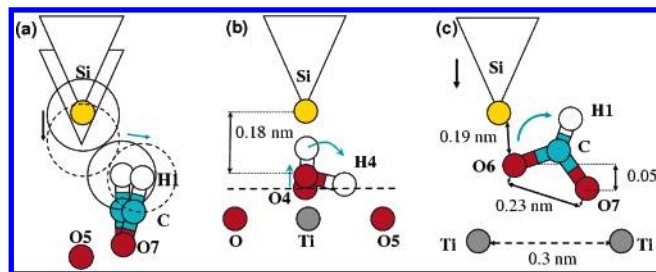 (a)
Si
H1
C
O5
O7
(b)
Si
0.18 nm
H4
O4
O
Ti
O5
(c)
Si
H1
0.19 nm
C
O6
0.05
0.23 nm
O7
Ti
Ti
0.3 nm